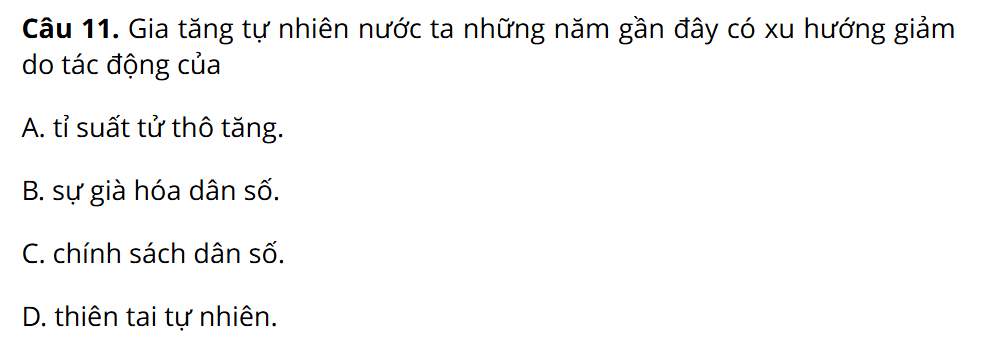 Câu 11. Gia tăng tự nhiên nước ta những năm gần đây có xu hướng giảm
do tác động của
A. tỉ suất tử thô tăng.
B. sự già hóa dân số.
C. chính sách dân số.
D. thiên tai tự nhiên.